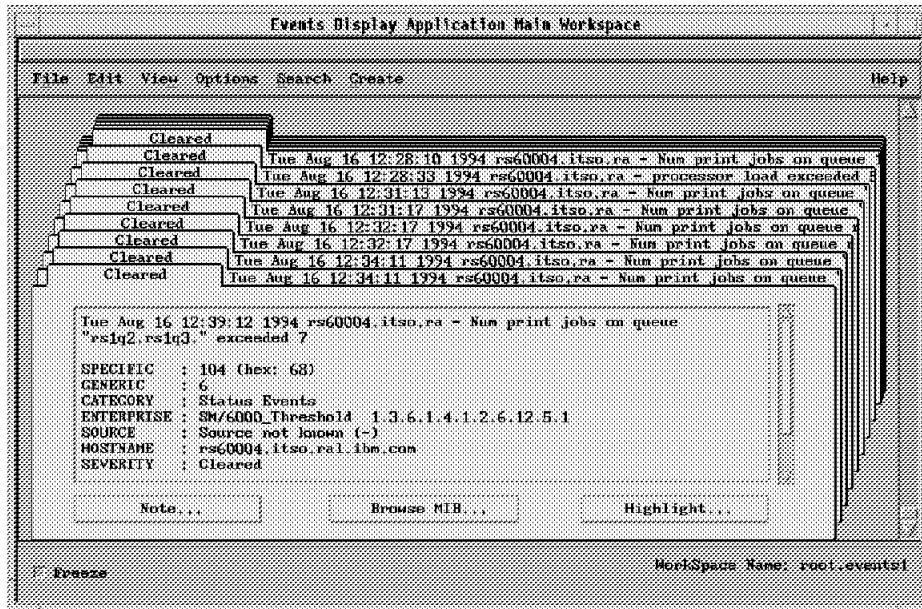 Events Display Application Main Workspace
File Edit View Options Search Create Help
Cleared
Cleared Tue Aug 16 12:28:10 1994 rs60004.itso.ra - Num print jobs on queue
Cleared Tue Aug 16 12:28:33 1994 rs60004.itso.ra - processor load exceeded
Cleared Tue Aug 16 12:31:13 1994 rs60004.itso.ra - Num print jobs on queue
Cleared Tue Aug 16 12:31:17 1994 rs60004.itso.ra - Num print jobs on queue
Cleared Tue Aug 16 12:32:17 1994 rs60004.itso.ra - Num print jobs on queue
Cleared Tue Aug 16 12:32:17 1994 rs60004.itso.ra - Num print jobs on queue
Cleared Tue Aug 16 12:34:11 1994 rs60004.itso.ra - Num print jobs on queue
Cleared Tue Aug 16 12:34:11 1994 rs60004.itso.ra - Num print jobs on queue
Tue Aug 16 12:39:12 1994 rs60004.itso.ra - Num print jobs on queue
"rs1q2.rs1q3." exceeded 7
SPECIFIC : 104 (hex: 68)
GENERIC : 6
CATEGORY : Status Events
ENTERPRISE : SM/6000_Threshold 1.3.6.1.4.1.2.6.12.5.1
SOURCE : Source not known (-)
HOSTNAME : rs60004.itso.ral.ibm.com
SEVERITY : Cleared
Note... Browse MIB... Highlight...
Freeze
WorkSpace Name: root.events1